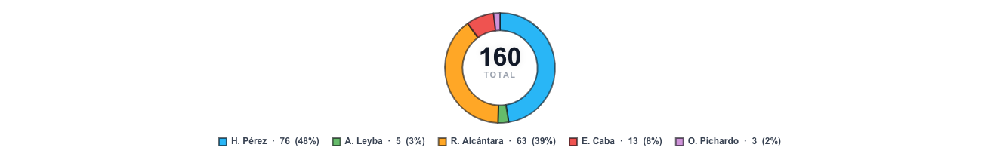 160
TOTAL
H. Pérez · 76 (48%) A. Leyba · 5 (3%) R. Alcántara · 63 (39%) E. Caba · 13 (8%) O. Pichardo · 3 (2%)